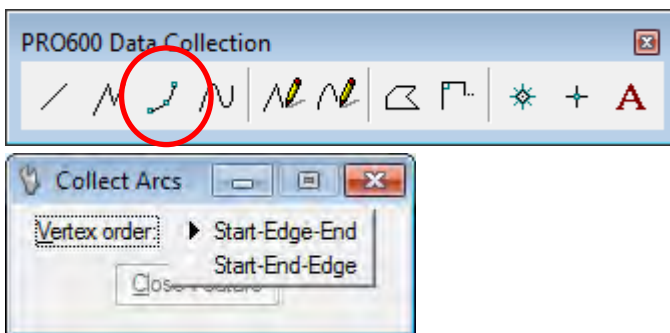 PRO600 Data Collection
A
Collect Arcs
Vertex order: Start-Edge-End
Start-End-Edge